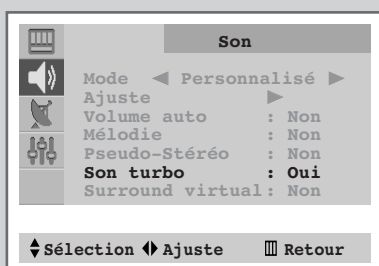 Son
Mode ◀ Personnalisé ▶
Ajuste ▶
Volume auto : Non
Mélodie : Non
Pseudo-Stéréo : Non
Son turbo : Oui
Surround virtual: Non
Sélection Ajuste Retour